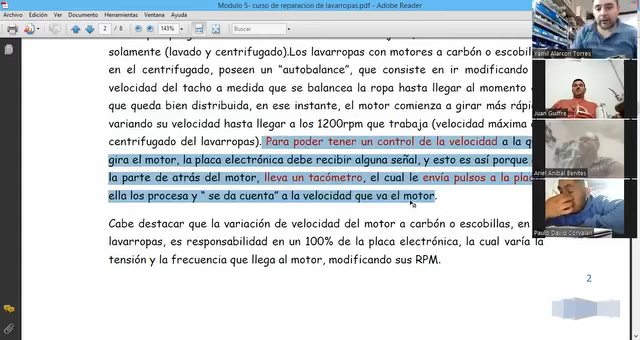 Modulo 5- curso de reparacion de lavarropas.pdf - Adobe Reader
Archivo Edición Ver Documento Herramientas Ventana Ayuda
2 / 8 143% Buscar
solamente (lavado y centrifugado).Los lavarropas con motores a carbón o escobil
en el centrifugado, poseen un “autobalance”, que consiste en ir modificando
velocidad del tacho a medida que se balancea la ropa hasta llegar al momento
que queda bien distribuida, en ese instante, el motor comienza a girar más rápi
variando su velocidad hasta llegar a los 1200rpm que trabaja (velocidad máxima
centrifugado del lavarropas). Para poder tener un control de la velocidad a la q
gira el motor, la placa electrónica debe recibir alguna señal, y esto es así porque
la parte de atrás del motor, lleva un tacómetro, el cual le envía pulsos a la plac
ella los procesa y “ se da cuenta” a la velocidad que va el motor.
Cabe destacar que la variación de velocidad del motor a carbón o escobillas, en
lavarropas, es responsabilidad en un 100% de la placa electrónica, la cual varía la
tensión y la frecuencia que llega al motor, modificando sus RPM.
2
Yamil Alarcon Torres
Juan Giuffre
Ariel Anibal Benites
Paulo David Corvalan